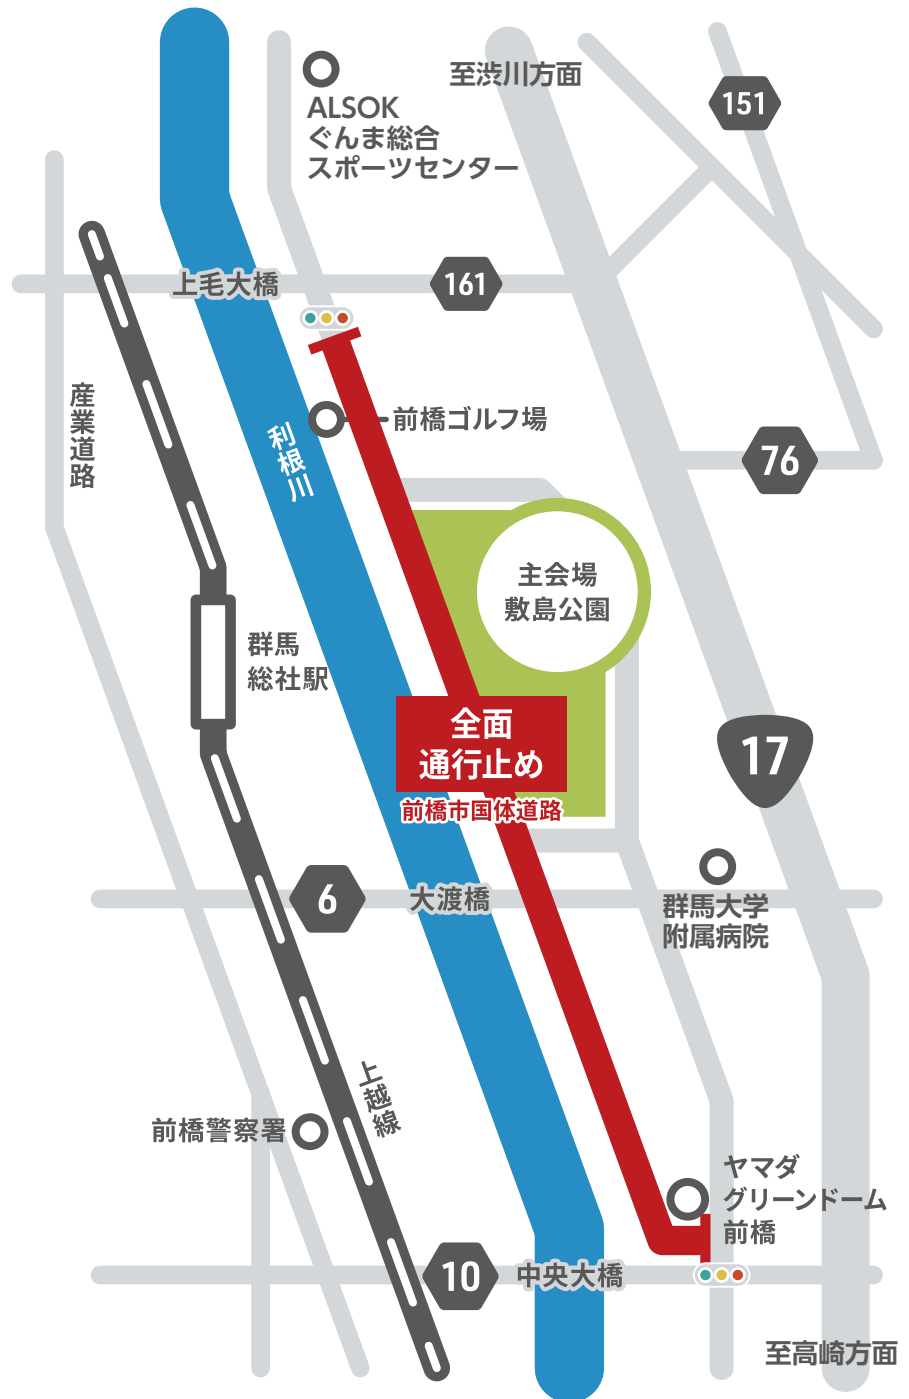 至渋川方面
ALSOK
ぐんま総合
スポーツセンター
151
上毛大橋
161
産業道路
利根川
前橋ゴルフ場
76
主会場
敷島公園
群馬
総社駅
全面
通行止め
前橋市国体道路
17
6
大渡橋
群馬大学
附属病院
上越線
前橋警察署
ヤマダ
グリーンドーム
前橋
10
中央大橋
至高崎方面